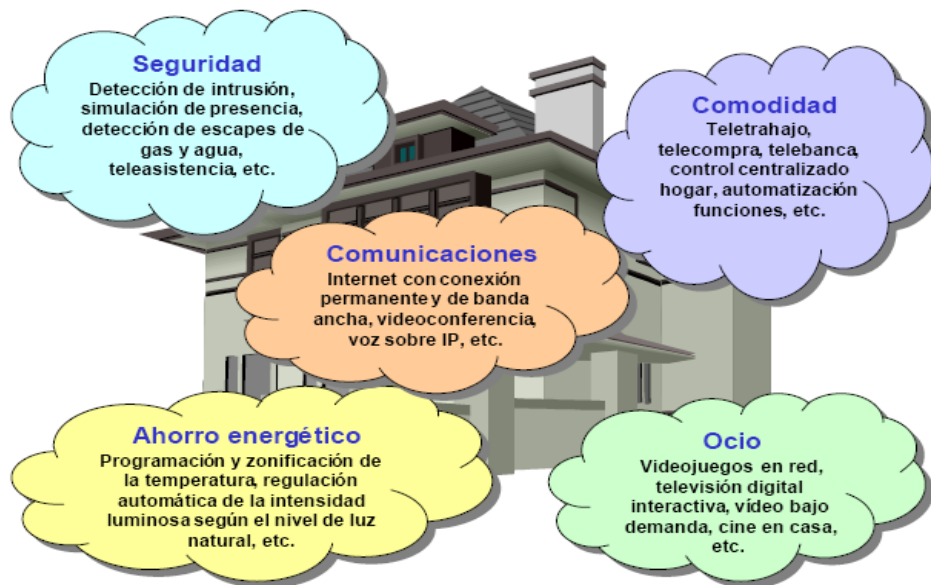 Seguridad
Detección de intrusión,
simulación de presencia,
detección de escapes de
gas y agua,
teleasistencia, etc.
Comodidad
Teletrahajo,
telecompra, telebanca,
control centralizado
hogar, automatización
funciones, etc.
Comunicaciones
Internet con conexión
permanente y de banda
ancha, videoconferencia,
voz sobre IP, etc.
Ahorro energético
Programación y zonificación de
la temperatura, regulación
automática de la intensidad
luminosa según el nivel de luz
natural, etc.
Ocio
Videojuegos en red,
televisión digital
interactiva, vídeo bajo
demanda, cine en casa,
etc.